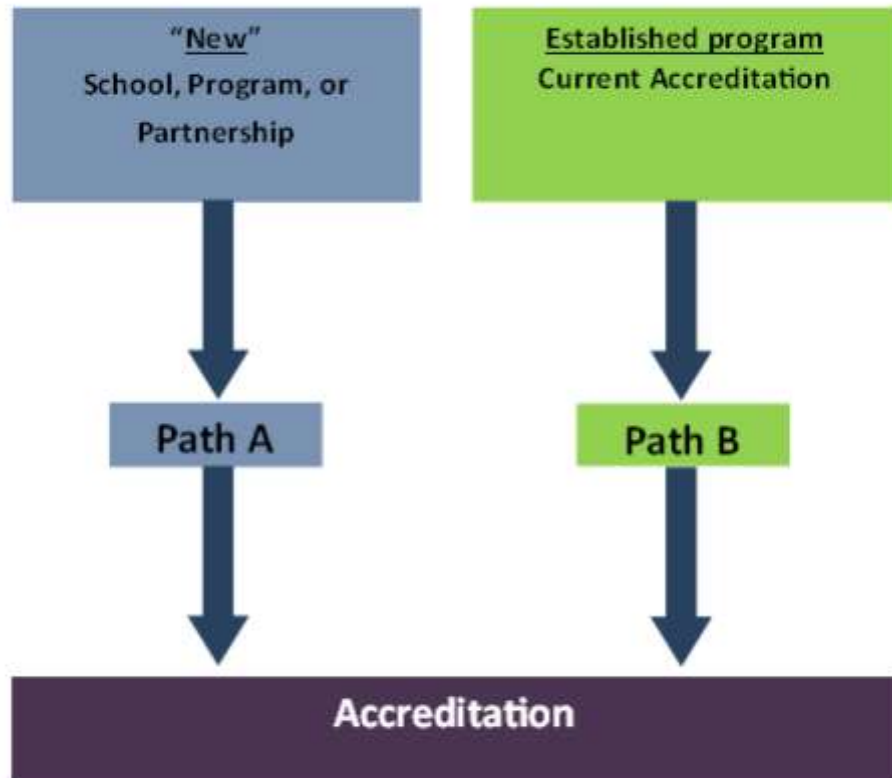 “New”
School, Program, or
Partnership
Established program
Current Accreditation
Path A
Path B
Accreditation